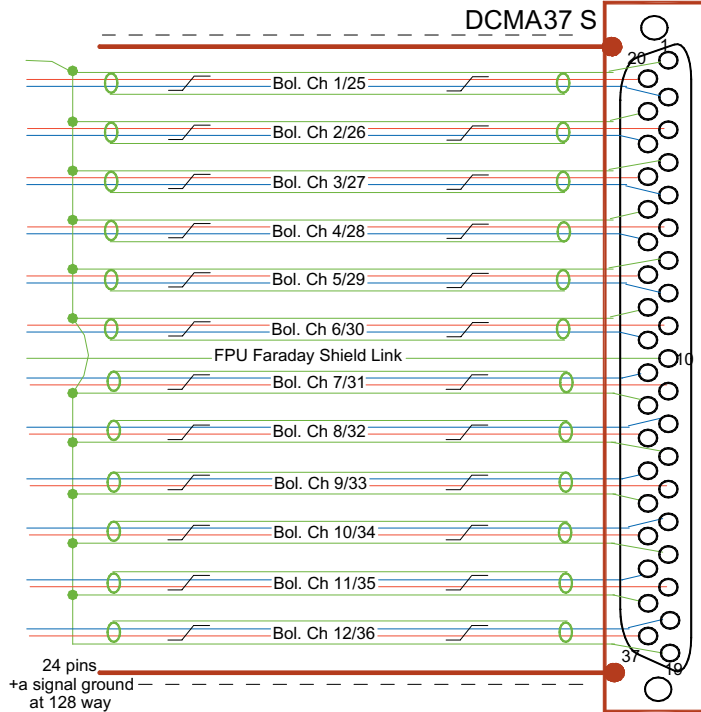 DCMA37 S
1
20
Bol. Ch 1/25
Bol. Ch 2/26
Bol. Ch 3/27
Bol. Ch 4/28
Bol. Ch 5/29
Bol. Ch 6/30
FPU Faraday Shield Link
10
Bol. Ch 7/31
Bol. Ch 8/32
Bol. Ch 9/33
Bol. Ch 10/34
Bol. Ch 11/35
Bol. Ch 12/36
37
19
24 pins
+a signal ground
at 128 way